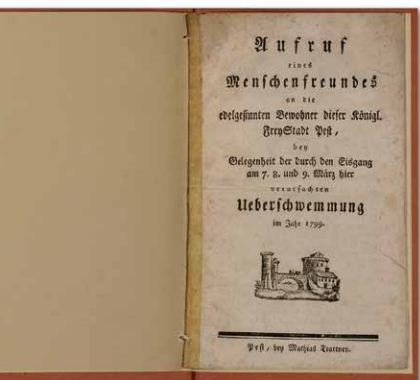 Aufruf
eines
Menschenfreundes
an die
edelgesinnten Bewohner dieser Königl.
FreyStadt Pest,
bey
Gelegenheit der durch den Eisgang
am 7. 8. und 9. März hier
verursachten
Ueberschwemmung
im Jahr 1799.
Pest, bey Mathias Trattner.